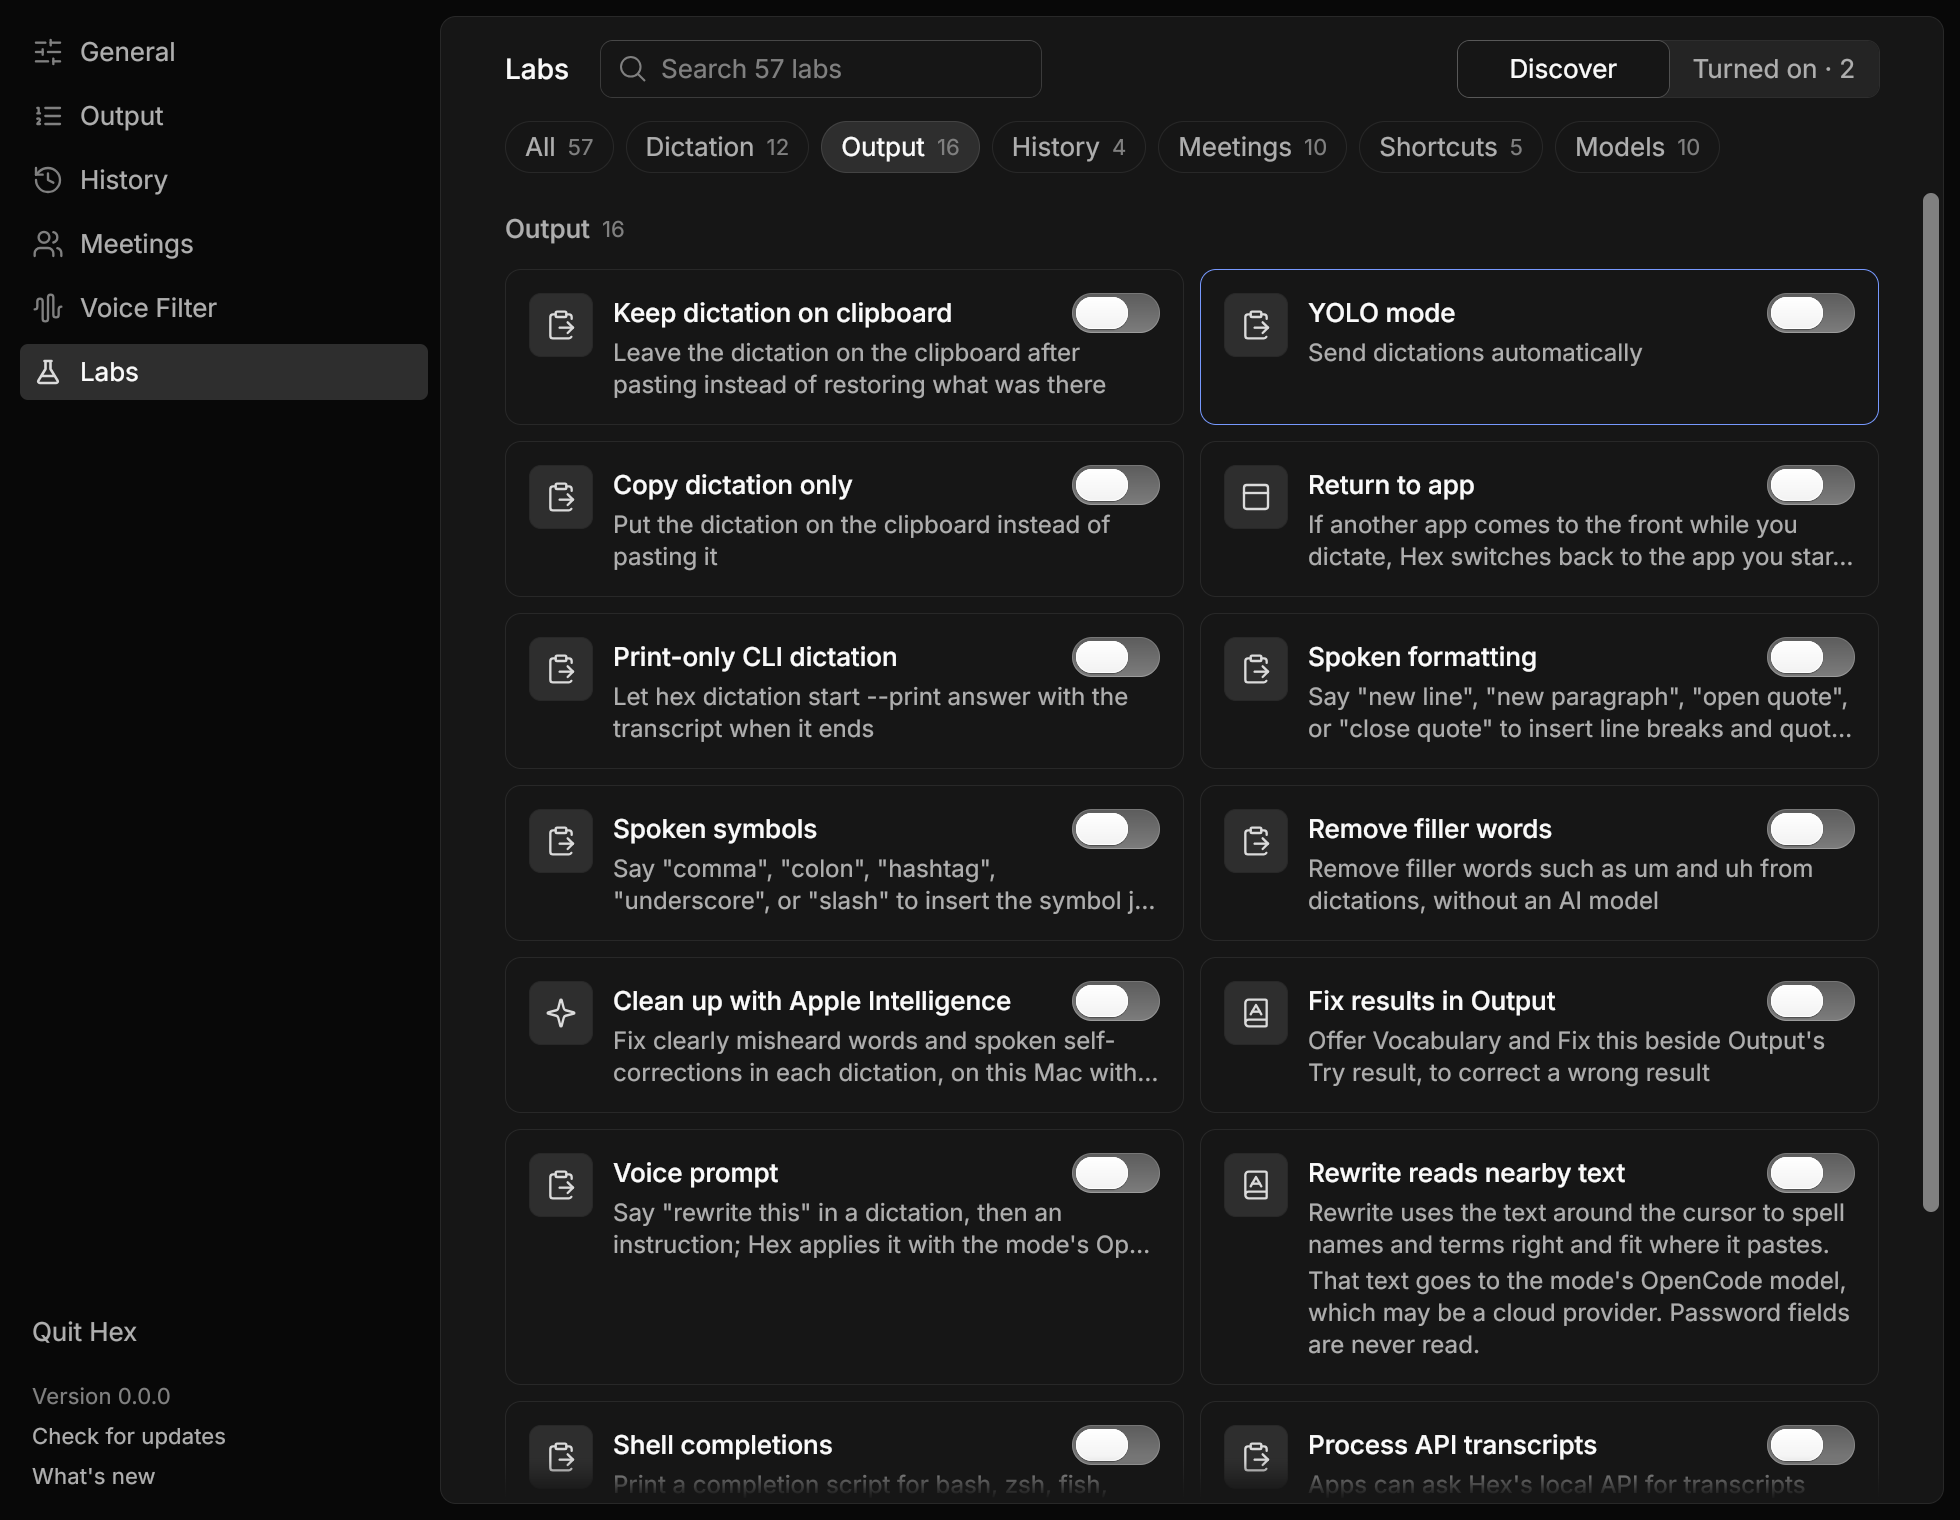 General
Output
History
Meetings
Voice Filter
Labs
Quit Hex
Version 0.0.0
Check for updates
What's new
Labs
Search 57 labs
Discover
Turned on · 2
All 57
Dictation 12
Output 16
History 4
Meetings 10
Shortcuts 5
Models 10
Output 16
Keep dictation on clipboard
Leave the dictation on the clipboard after
pasting instead of restoring what was there
YOLO mode
Send dictations automatically
Copy dictation only
Put the dictation on the clipboard instead of
pasting it
Return to app
If another app comes to the front while you
dictate, Hex switches back to the app you star...
Print-only CLI dictation
Let hex dictation start --print answer with the
transcript when it ends
Spoken formatting
Say "new line", "new paragraph", "open quote",
or "close quote" to insert line breaks and quot...
Spoken symbols
Say "comma", "colon", "hashtag",
"underscore", or "slash" to insert the symbol j...
Remove filler words
Remove filler words such as um and uh from
dictations, without an AI model
Clean up with Apple Intelligence
Fix clearly misheard words and spoken self-
corrections in each dictation, on this Mac with...
Fix results in Output
Offer Vocabulary and Fix this beside Output's
Try result, to correct a wrong result
Voice prompt
Say "rewrite this" in a dictation, then an
instruction; Hex applies it with the mode's Op...
Rewrite reads nearby text
Rewrite uses the text around the cursor to spell
names and terms right and fit where it pastes.
That text goes to the mode's OpenCode model,
which may be a cloud provider. Password fields
are never read.
Shell completions
Print a completion script for bash, zsh, fish,
Process API transcripts
Apps can ask Hex's local API for transcripts